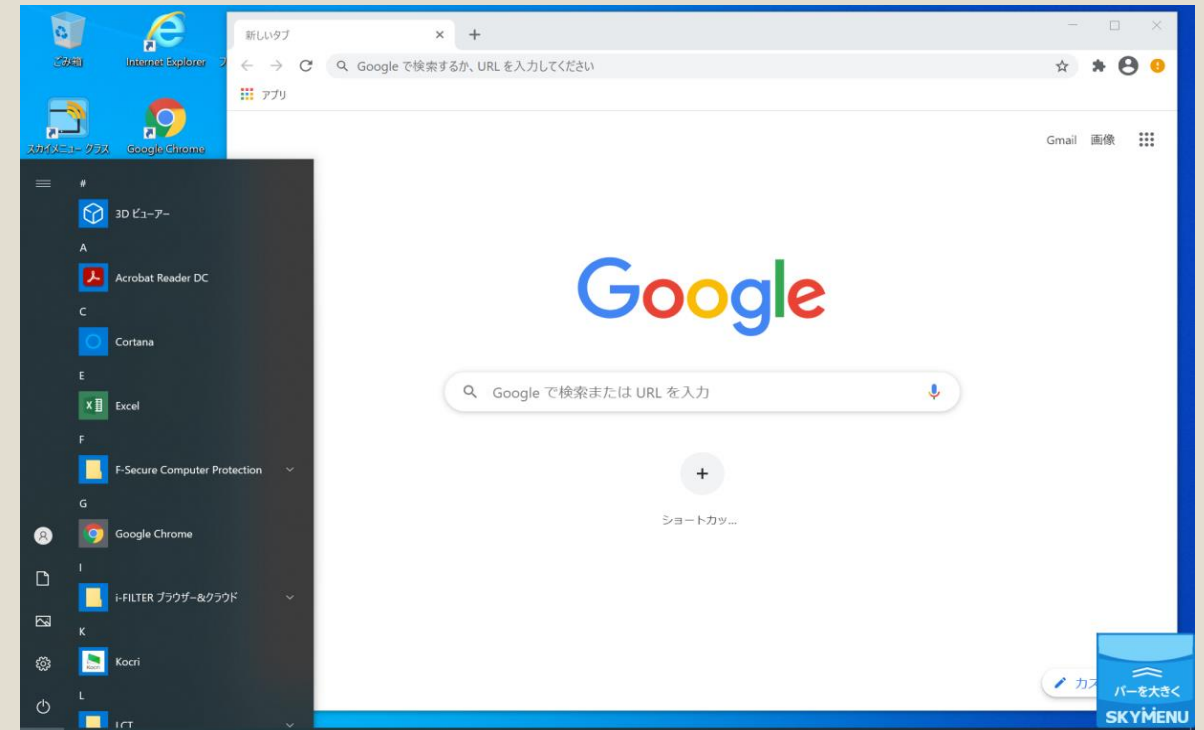 ごみ箱
Internet Explorer
スカイメニュー クラス
Google Chrome
新しいタブ
Google で検索するか、URL を入力してください
アプリ
Gmail 画像
Google
Google で検索または URL を入力
ショートカッ...
#
3D ビューアー
A
Acrobat Reader DC
C
Cortana
E
Excel
F
F-Secure Computer Protection
G
Google Chrome
I
i-FILTER ブラウザー&クラウド
K
Kocri
L
LCT
カス
バーを大きく
SKYMENU